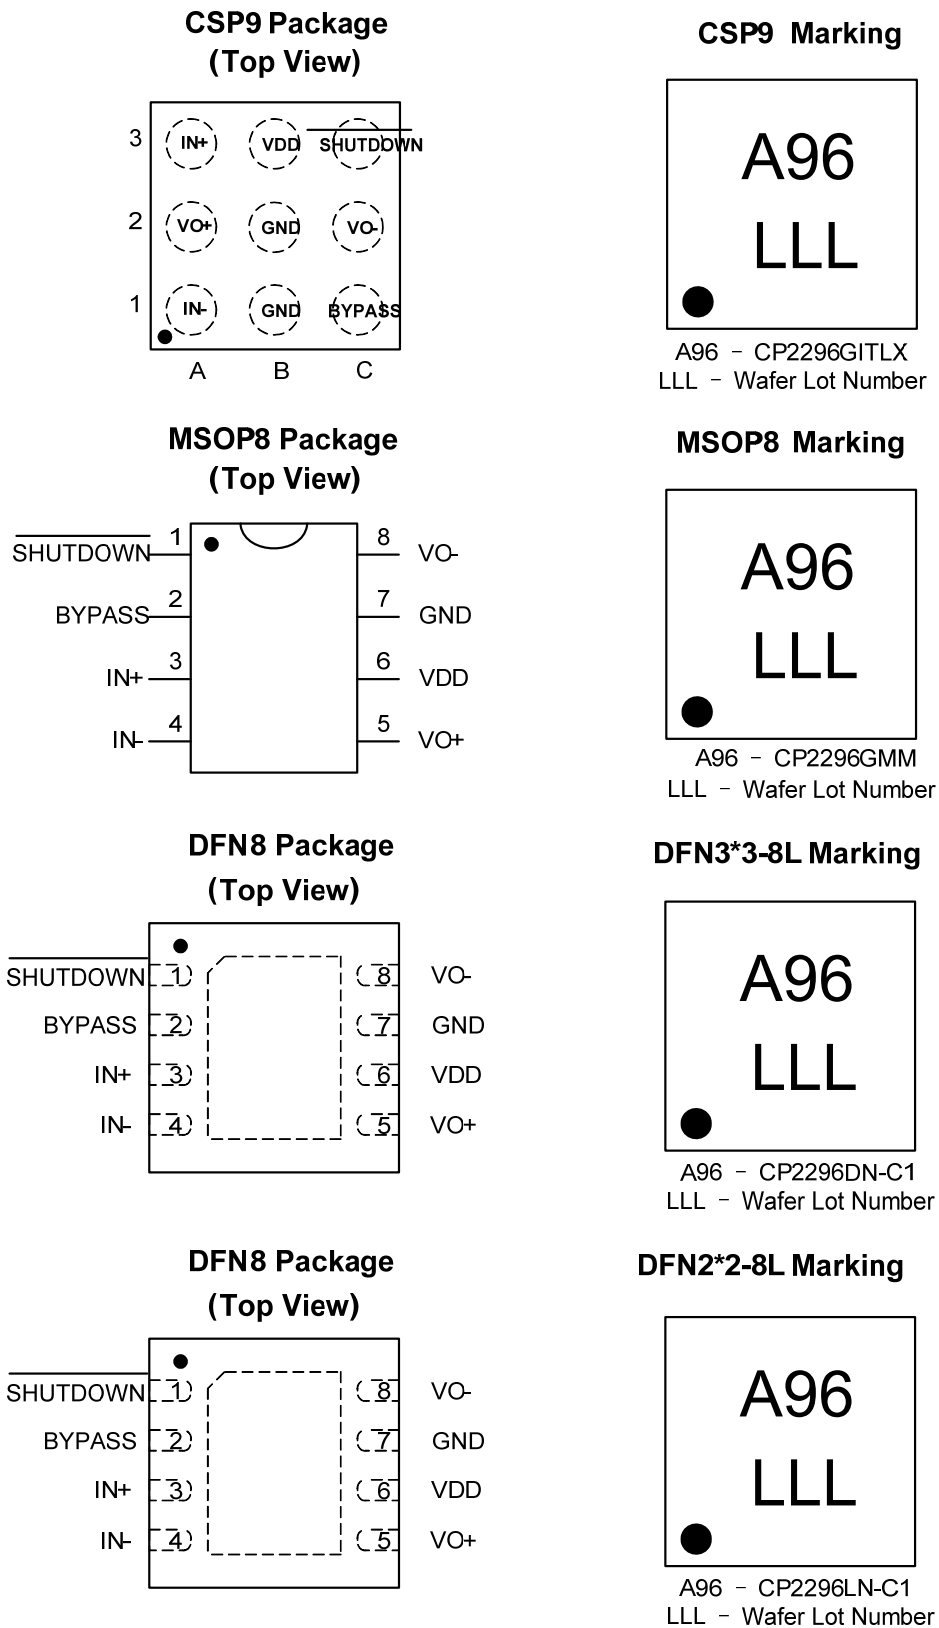 CSP9 Package
(Top View)
3
IN+ VDD SHUTDOWN
2
VO+ GND VO-
1
IN- GND BYPASS
A B C
CSP9 Marking
A96
LLL
A96 - CP2296GITLX
LLL - Wafer Lot Number
MSOP8 Package
(Top View)
SHUTDOWN 1 8 VO-
BYPASS 2 7 GND
IN+ 3 6 VDD
IN- 4 5 VO+
MSOP8 Marking
A96
LLL
A96 - CP2296GMM
LLL - Wafer Lot Number
DFN8 Package
(Top View)
SHUTDOWN 1 8 VO-
BYPASS 2 7 GND
IN+ 3 6 VDD
IN- 4 5 VO+
DFN3*3-8L Marking
A96
LLL
A96 - CP2296DN-C1
LLL - Wafer Lot Number
DFN8 Package
(Top View)
SHUTDOWN 1 8 VO-
BYPASS 2 7 GND
IN+ 3 6 VDD
IN- 4 5 VO+
DFN2*2-8L Marking
A96
LLL
A96 - CP2296LN-C1
LLL - Wafer Lot Number